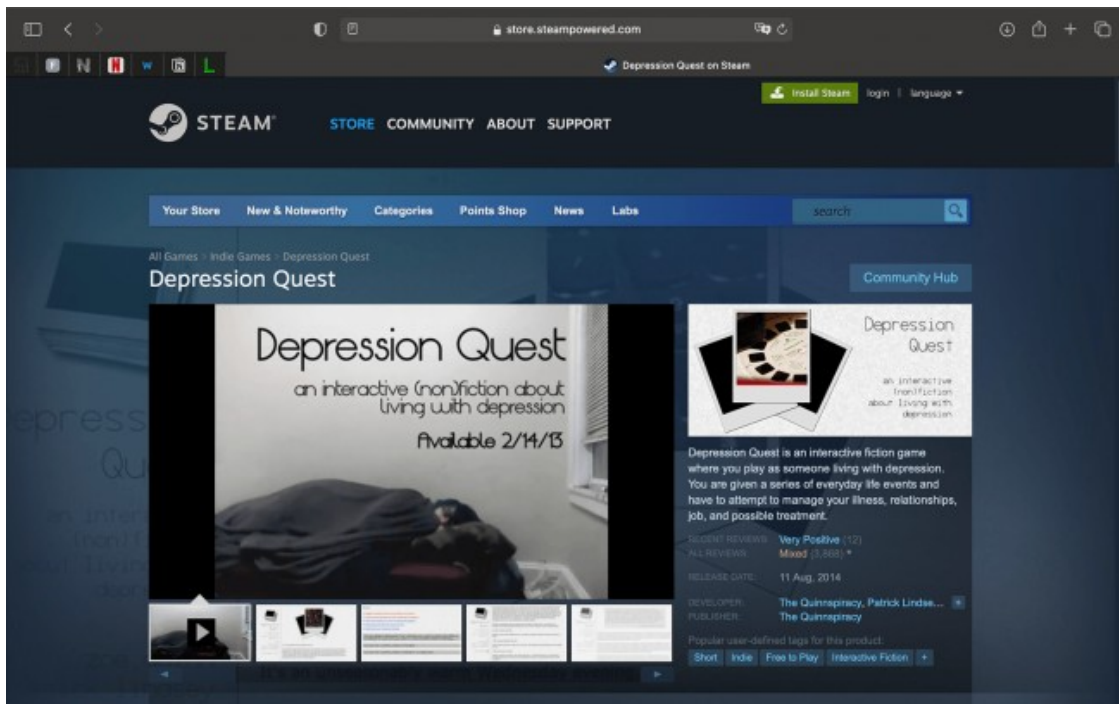 store.steampowered.com
Depression Quest on Steam
Install Steam login | language
STEAM®
STORE COMMUNITY ABOUT SUPPORT
Your Store New & Noteworthy Categories Points Shop News Labs
search
All Games > Indie Games > Depression Quest
Depression Quest
Community Hub
Depression Quest
an interactive (non)fiction about
living with depression
Available 2/14/13
Depression
Quest
an interactive
(non)fiction
about living with
depression
Depression Quest is an interactive fiction game
where you play as someone living with depression.
You are given a series of everyday life events and
have to attempt to manage your illness, relationships,
job, and possible treatment.
RECENT REVIEWS: Very Positive (12)
ALL REVIEWS: Mixed (3,868) *
RELEASE DATE: 11 Aug, 2014
DEVELOPER: The Quinnspiracy, Patrick Lindse... +
PUBLISHER: The Quinnspiracy
Popular user-defined tags for this product:
Short Indie Free to Play Interactive Fiction +